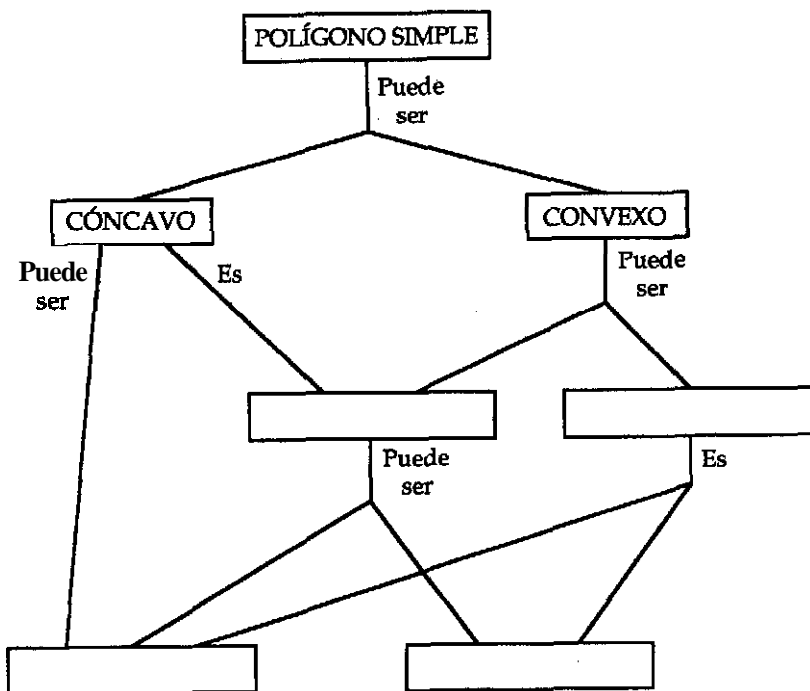 POLÍGONO SIMPLE
Puede
ser
CÓNCAVO
CONVEXO
Puede
ser
Es
Puede
ser
Puede
ser
Es